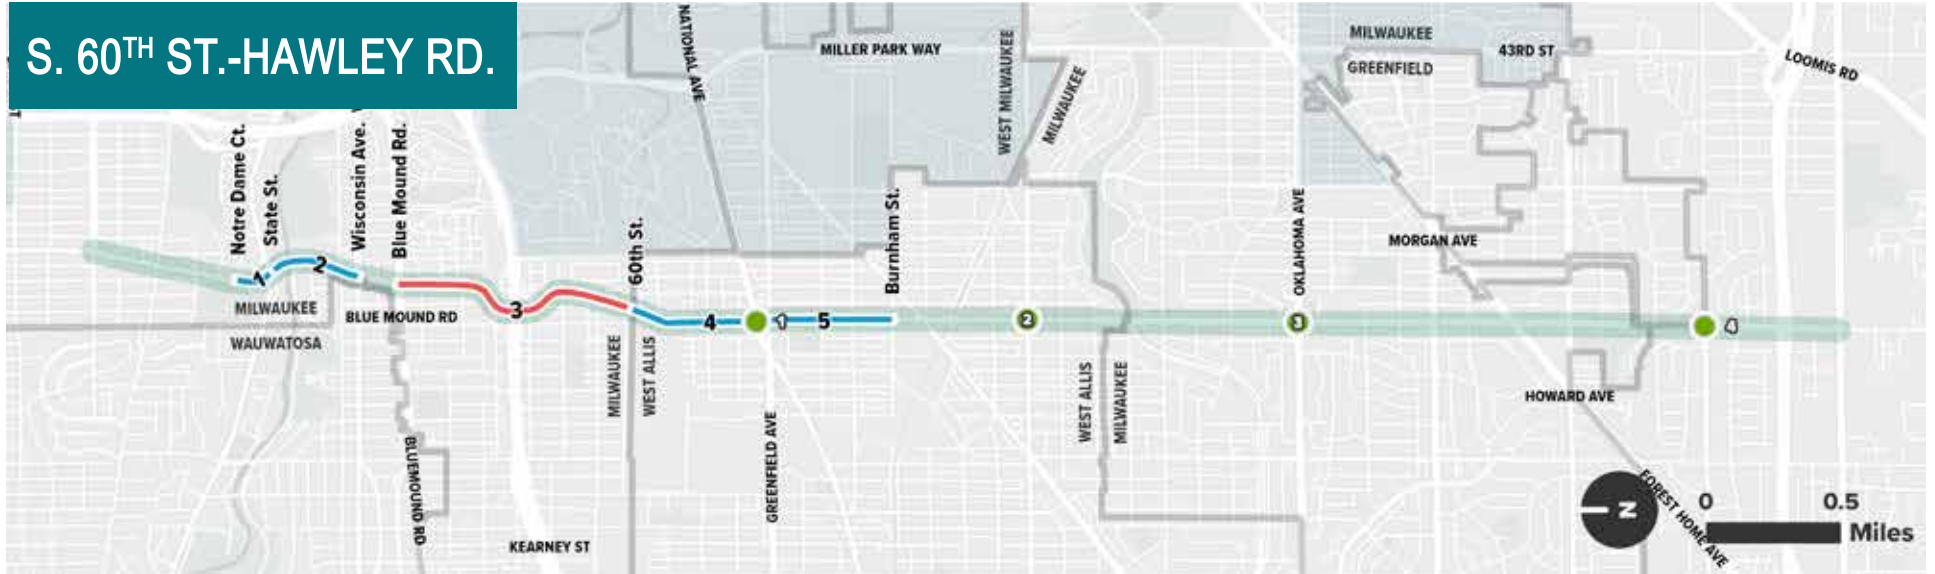 S. 60TH ST.-HAWLEY RD.
NATIONAL AVE
MILLER PARK WAY
WEST MILWAUKEE
MILWAUKEE
MILWAUKEE
GREENFIELD
43RD ST
LOOMIS RD
Notre Dame Ct.
State St.
Wisconsin Ave.
Blue Mound Rd.
60th St.
Burnham St.
OKLAHOMA AVE
MORGAN AVE
1
2
3
4
1
5
2
3
4
MILWAUKEE
WAUWATOSA
BLUE MOUND RD
MILWAUKEE
WEST ALLIS
WEST ALLIS
MILWAUKEE
HOWARD AVE
BLUEMOUND RD
GREENFIELD AVE
KEARNEY ST
FOREST HOME AVE
N
0 0.5
Miles